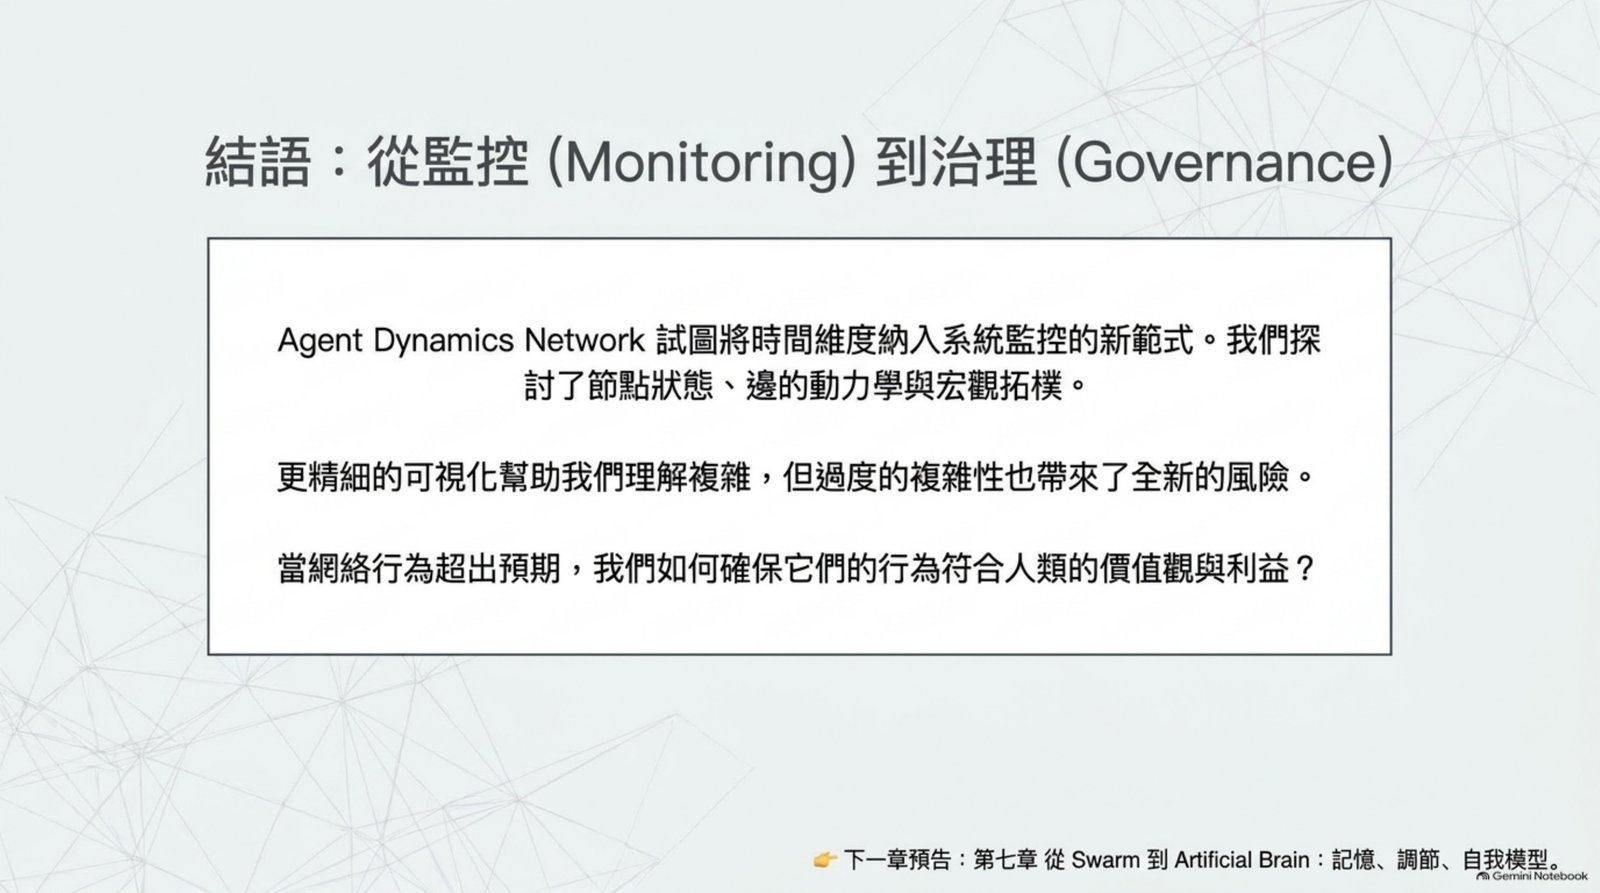 結語：從監控 (Monitoring) 到治理 (Governance)
Agent Dynamics Network 試圖將時間維度納入系統監控的新範式。我們探
討了節點狀態、邊的動力學與宏觀拓樸。
更精細的可視化幫助我們理解複雜，但過度的複雜性也帶來了全新的風險。
當網絡行為超出預期，我們如何確保它們的行為符合人類的價值觀與利益？
👉 下一章預告：第七章 從 Swarm 到 Artificial Brain：記憶、調節、自我模型。
Gemini Notebook